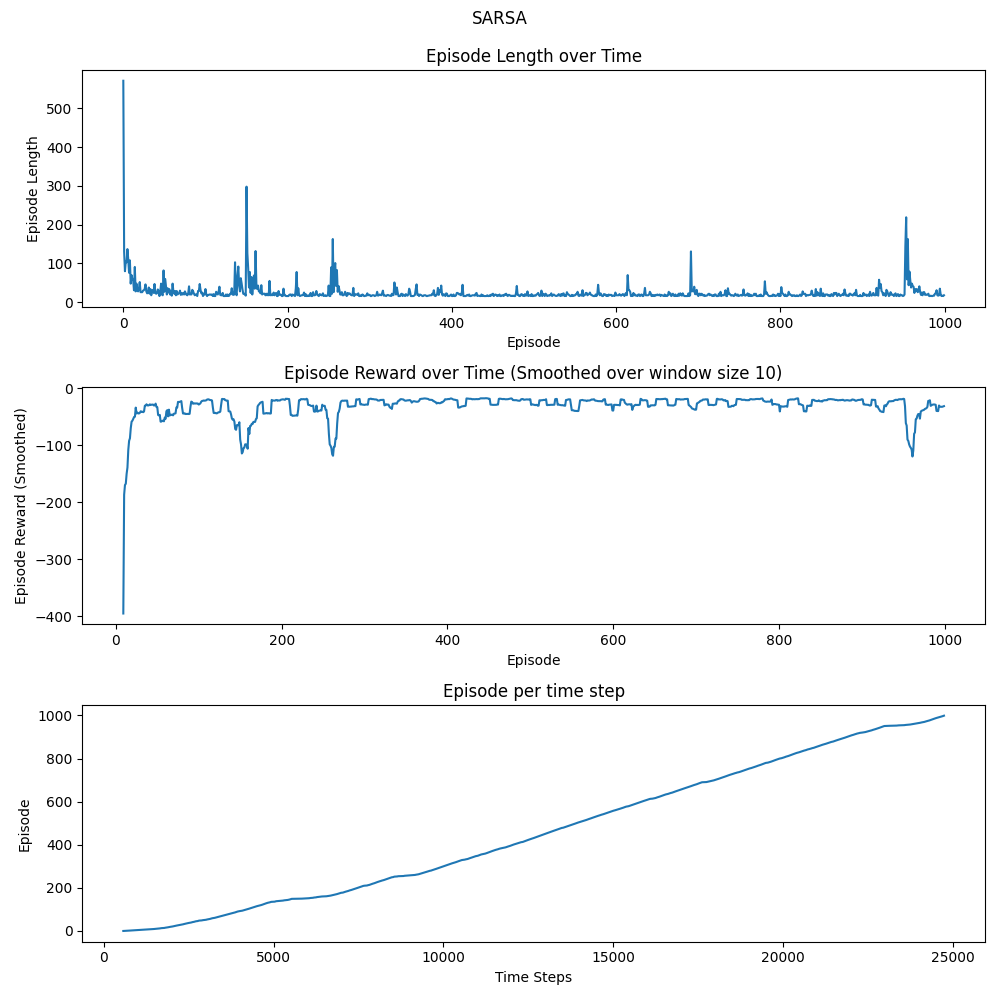 SARSA
Episode Length over Time
500
400
300
200
100
0
Episode Length
0 200 400 600 800 1000
Episode
Episode Reward over Time (Smoothed over window size 10)
0
−100
−200
−300
−400
Episode Reward (Smoothed)
0 200 400 600 800 1000
Episode
Episode per time step
1000
800
600
400
200
0
Episode
0 5000 10000 15000 20000 25000
Time Steps